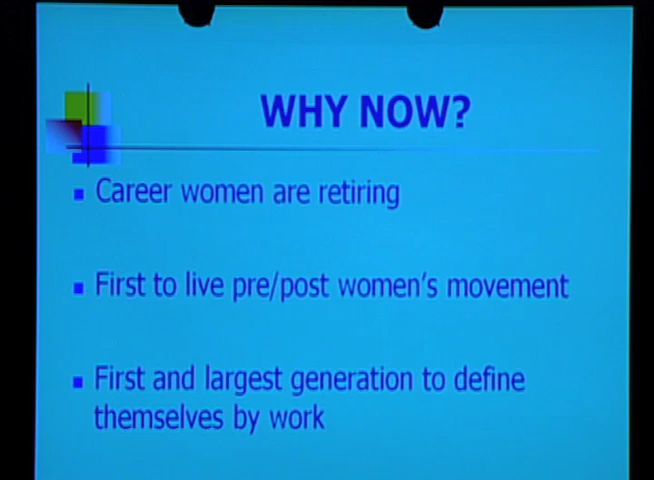 WHY NOW?
Career women are retiring
First to live pre/post women's movement
First and largest generation to define
themselves by work